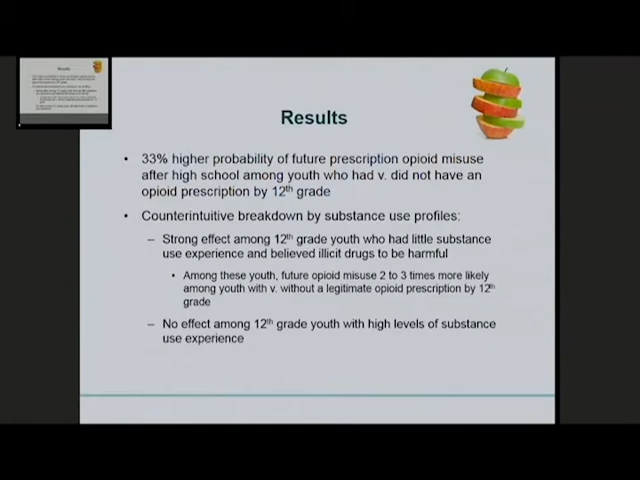 Results
• 33% higher probability of future prescription opioid misuse
after high school among youth who had v. did not have an
opioid prescription by 12th grade
• Counterintuitive breakdown by substance use profiles:
– Strong effect among 12th grade youth who had little substance
use experience and believed illicit drugs to be harmful
• Among these youth, future opioid misuse 2 to 3 times more likely
among youth with v. without a legitimate opioid prescription by 12th
grade
– No effect among 12th grade youth with high levels of substance
use experience